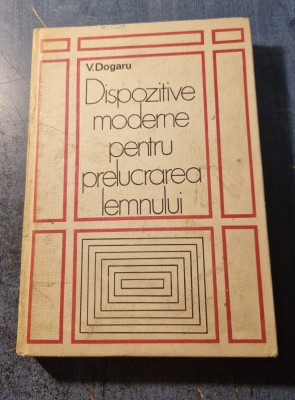 V. Dogaru
Dispozitive
moderne
pentru
prelucrarea
lemnului